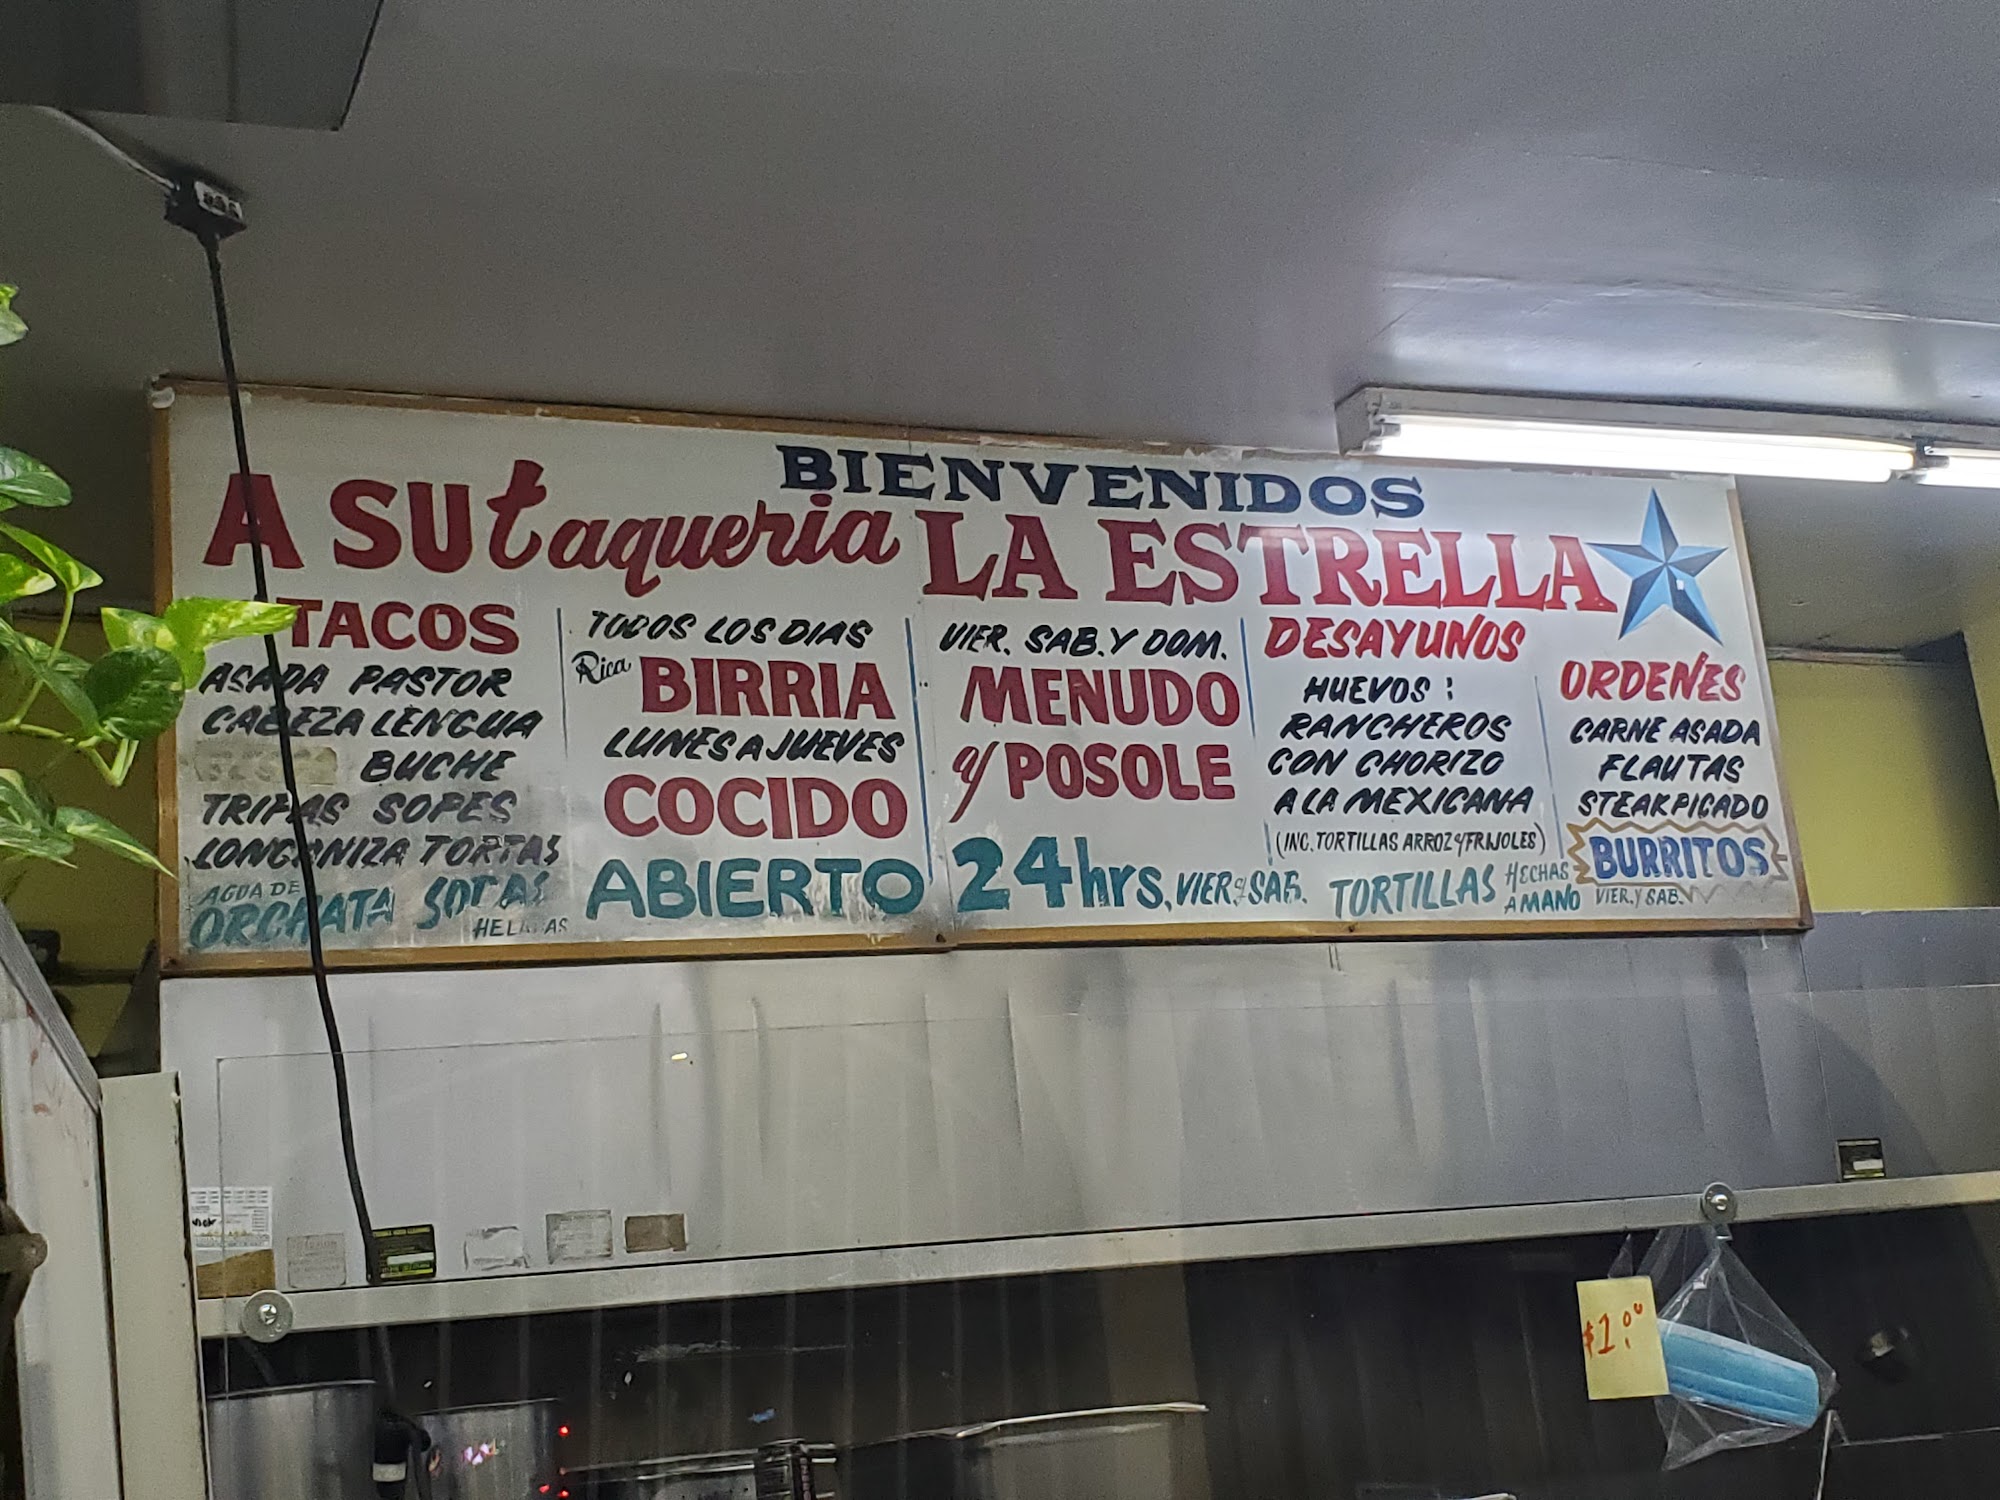 BIENVENIDOS
A SU taqueria LA ESTRELLA
TACOS
ASADA PASTOR
CABEZA LENGUA
BUCHE
TRIPAS SOPES
LONGANIZA TORTAS
AGUA DE
ORCHATA SODAS
HELADAS
TODOS LOS DIAS
Rica BIRRIA
LUNES A JUEVES
COCIDO
VIER. SAB. Y DOM.
MENUDO
y POSOLE
ABIERTO 24hrs. VIER. y SAB.
DESAYUNOS
HUEVOS:
RANCHEROS
CON CHORIZO
A LA MEXICANA
(INC. TORTILLAS ARROZ y FRIJOLES)
TORTILLAS HECHAS
A MANO
ORDENES
CARNE ASADA
FLAUTAS
STEAK PICADO
BURRITOS
VIER. Y SAB.
$1.00